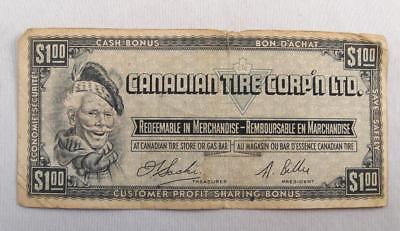 $1.00 CASH BONUS BON D'ACHAT $1.00
ÉCONOMIE SÉCURITÉ
SAVE SAFELY
CANADIAN TIRE CORP'N LTD.
REDEEMABLE IN MERCHANDISE – REMBOURSABLE EN MARCHANDISE
AT CANADIAN TIRE STORE OR GAS BAR
AU MAGASIN OU BAR D'ESSENCE CANADIAN TIRE
TREASURER
PRESIDENT
$1.00 CUSTOMER PROFIT SHARING BONUS $1.00